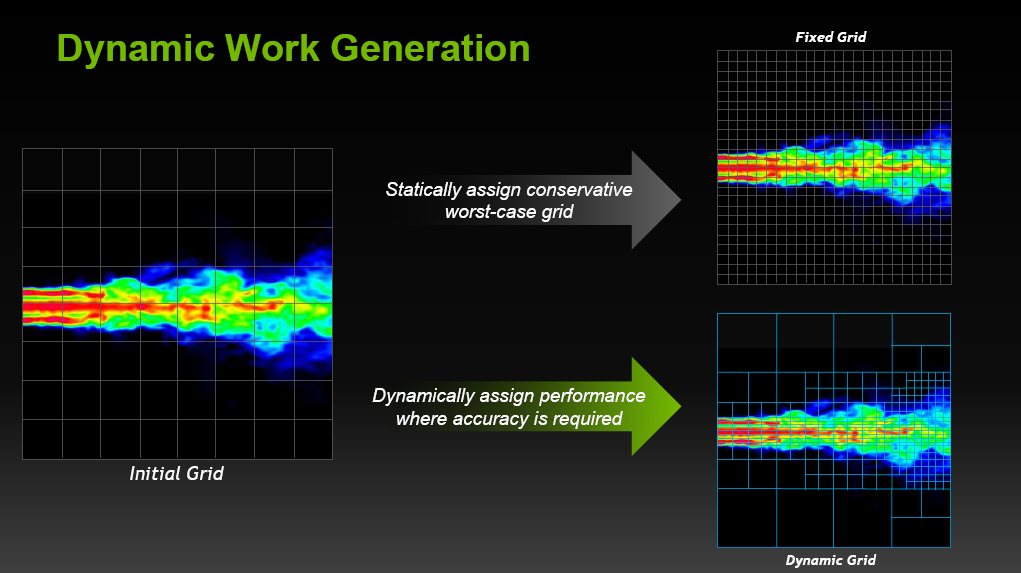 Dynamic Work Generation
Initial Grid
Statically assign conservative
worst-case grid
Fixed Grid
Dynamically assign performance
where accuracy is required
Dynamic Grid